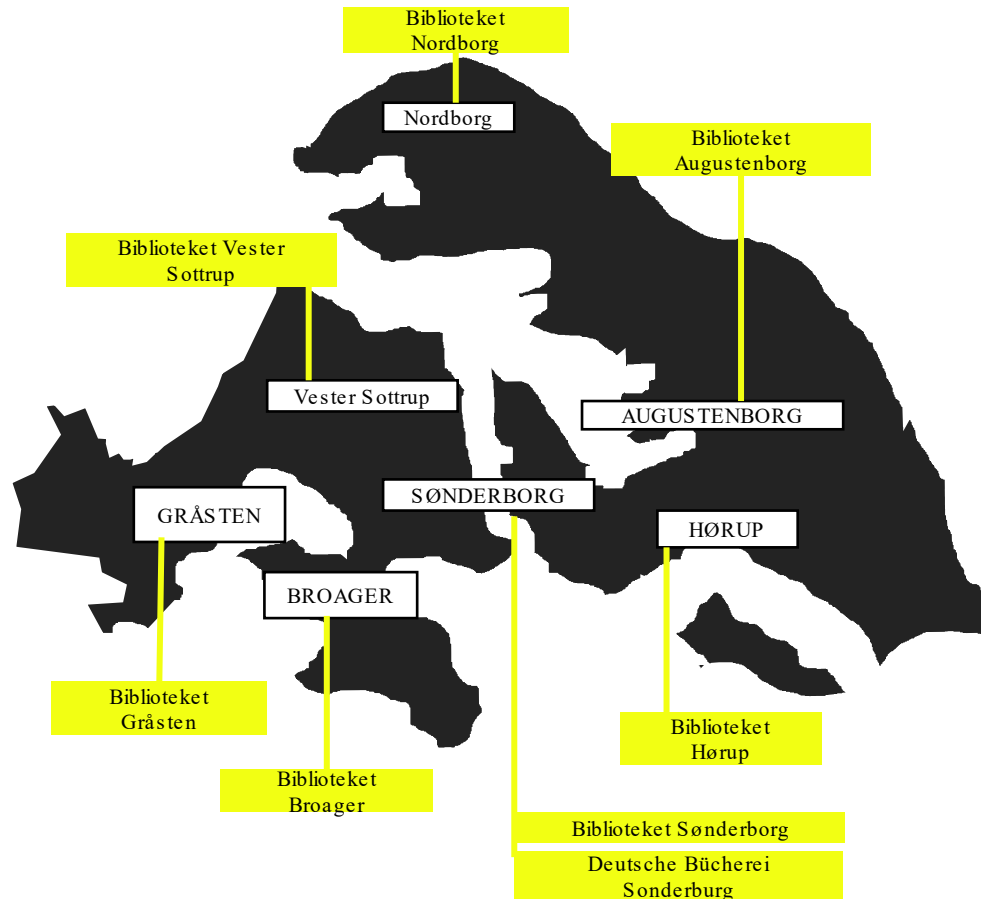 Biblioteket
Nordborg
Nordborg
Biblioteket
Augustenborg
Biblioteket Vester
Sottrup
Vester Sottrup
AUGUSTENBORG
SØNDERBORG
GRÅSTEN
HØRUP
BROAGER
Biblioteket
Gråsten
Biblioteket
Hørup
Biblioteket
Broager
Biblioteket Sønderborg
Deutsche Bücherei
Sonderburg